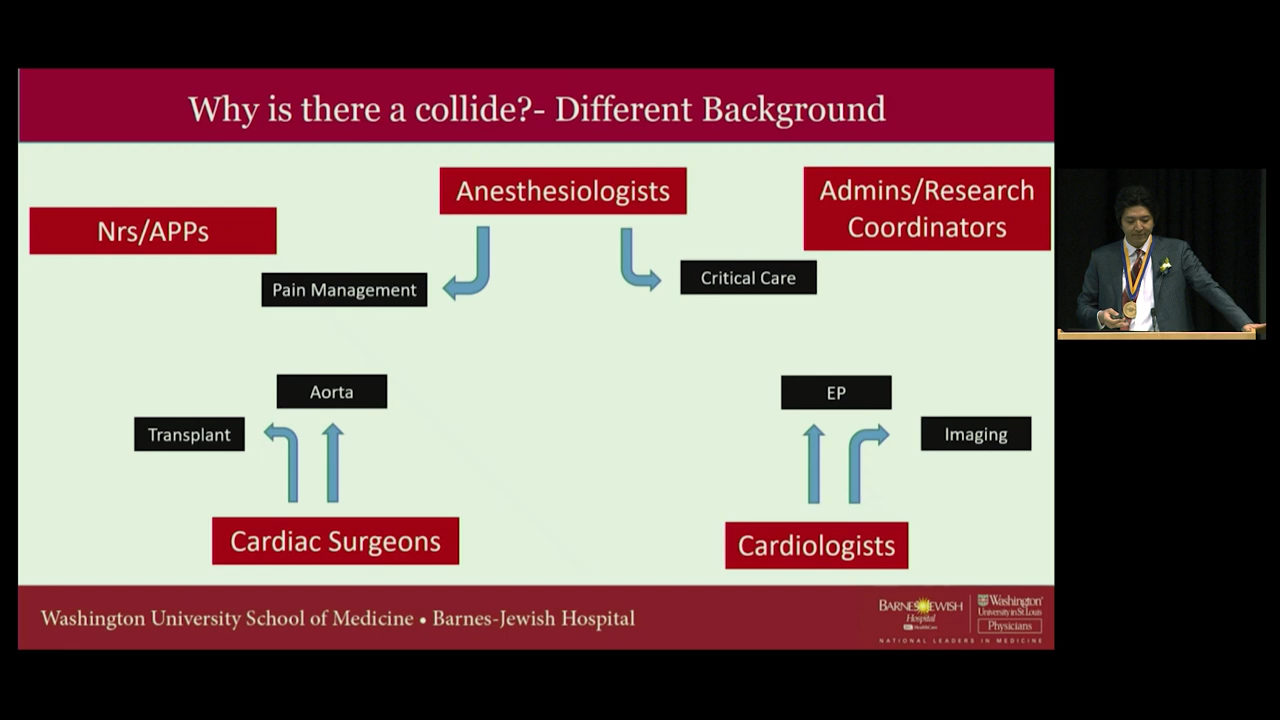 Why is there a collide?- Different Background
Nrs/APPs
Anesthesiologists
Admins/Research
Coordinators
Pain Management
Critical Care
Aorta
Transplant
EP
Imaging
Cardiac Surgeons
Cardiologists
Washington University School of Medicine • Barnes-Jewish Hospital
BARNES JEWISH
Hospital
BJC HealthCare
Washington
University in St. Louis
Physicians
NATIONAL LEADERS IN MEDICINE